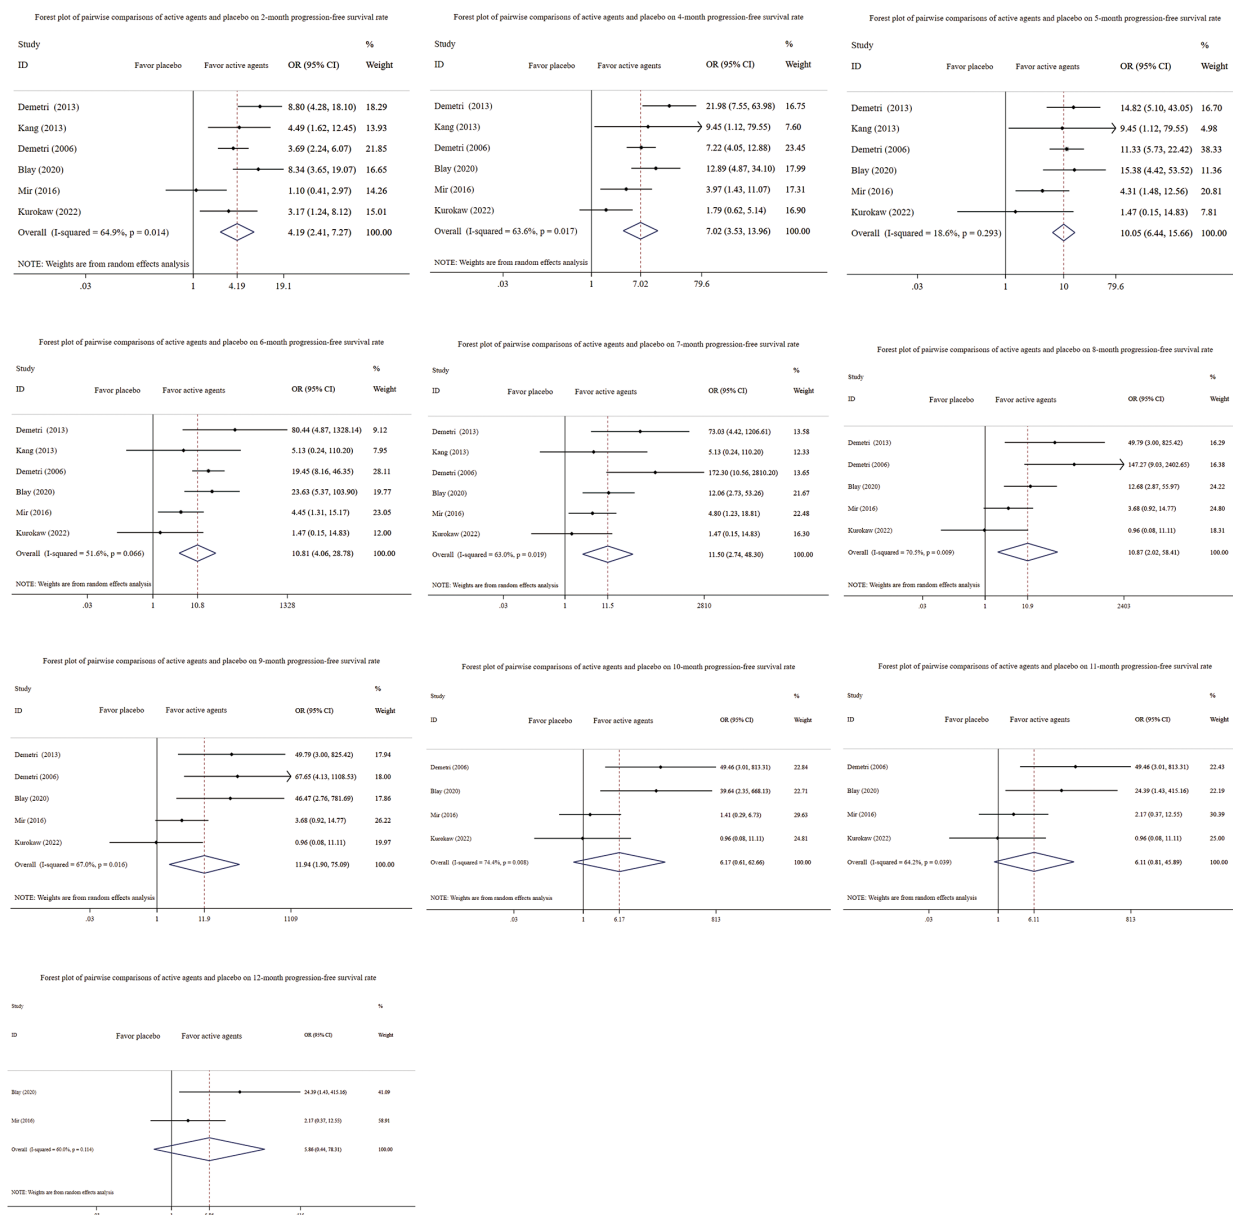 Forest plot of pairwise comparisons of active agents and placebo on 2-month progression-free survival rate
Study %
ID Favor placebo Favor active agents OR (95% CI) Weight
Demetri (2013) 8.80 (4.28, 18.10) 18.29
Kang (2013) 4.49 (1.62, 12.45) 13.93
Demetri (2006) 3.69 (2.24, 6.07) 21.85
Blay (2020) 8.34 (3.65, 19.07) 16.65
Mir (2016) 1.10 (0.41, 2.97) 14.26
Kurokaw (2022) 3.17 (1.24, 8.12) 15.01
Overall (I-squared = 64.9%, p = 0.014) 4.19 (2.41, 7.27) 100.00
NOTE: Weights are from random effects analysis
.03 1 4.19 19.1
Forest plot of pairwise comparisons of active agents and placebo on 4-month progression-free survival rate
Study %
ID Favor placebo Favor active agents OR (95% CI) Weight
Demetri (2013) 21.98 (7.55, 63.98) 16.75
Kang (2013) 9.45 (1.12, 79.55) 7.60
Demetri (2006) 7.22 (4.05, 12.88) 23.45
Blay (2020) 12.89 (4.87, 34.10) 17.99
Mir (2016) 3.97 (1.43, 11.07) 17.31
Kurokaw (2022) 1.79 (0.62, 5.14) 16.90
Overall (I-squared = 63.6%, p = 0.017) 7.02 (3.53, 13.96) 100.00
NOTE: Weights are from random effects analysis
.03 1 7.02 79.6
Forest plot of pairwise comparisons of active agents and placebo on 5-month progression-free survival rate
Study %
ID Favor placebo Favor active agents OR (95% CI) Weight
Demetri (2013) 14.82 (5.10, 43.05) 16.70
Kang (2013) 9.45 (1.12, 79.55) 4.98
Demetri (2006) 11.33 (5.73, 22.42) 38.33
Blay (2020) 15.38 (4.42, 53.52) 11.36
Mir (2016) 4.31 (1.48, 12.56) 20.81
Kurokaw (2022) 1.47 (0.15, 14.83) 7.81
Overall (I-squared = 18.6%, p = 0.293) 10.05 (6.44, 15.66) 100.00
NOTE: Weights are from random effects analysis
.03 1 10 79.6
Forest plot of pairwise comparisons of active agents and placebo on 6-month progression-free survival rate
Study %
ID Favor placebo Favor active agents OR (95% CI) Weight
Demetri (2013) 80.44 (4.87, 1328.14) 9.12
Kang (2013) 5.13 (0.24, 110.20) 7.95
Demetri (2006) 19.45 (8.16, 46.35) 28.11
Blay (2020) 23.63 (5.37, 103.90) 19.77
Mir (2016) 4.45 (1.31, 15.17) 23.05
Kurokaw (2022) 1.47 (0.15, 14.83) 12.00
Overall (I-squared = 51.6%, p = 0.066) 10.81 (4.06, 28.78) 100.00
NOTE: Weights are from random effects analysis
.03 1 10.8 1328
Forest plot of pairwise comparisons of active agents and placebo on 7-month progression-free survival rate
Study %
ID Favor placebo Favor active agents OR (95% CI) Weight
Demetri (2013) 73.03 (4.42, 1206.61) 13.58
Kang (2013) 5.13 (0.24, 110.20) 12.33
Demetri (2006) 172.30 (10.56, 2810.20) 13.65
Blay (2020) 12.06 (2.73, 53.26) 21.67
Mir (2016) 4.80 (1.23, 18.81) 22.48
Kurokaw (2022) 1.47 (0.15, 14.83) 16.30
Overall (I-squared = 63.0%, p = 0.019) 11.50 (2.74, 48.30) 100.00
NOTE: Weights are from random effects analysis
.03 1 11.5 2810
Forest plot of pairwise comparisons of active agents and placebo on 8-month progression-free survival rate
Study %
ID Favor placebo Favor active agents OR (95% CI) Weight
Demetri (2013) 49.79 (3.00, 825.42) 16.29
Demetri (2006) 147.27 (9.03, 2402.65) 16.38
Blay (2020) 12.68 (2.87, 55.97) 24.22
Mir (2016) 3.68 (0.92, 14.77) 24.80
Kurokaw (2022) 0.96 (0.08, 11.11) 18.31
Overall (I-squared = 70.5%, p = 0.009) 10.87 (2.02, 58.41) 100.00
NOTE: Weights are from random effects analysis
.03 1 10.9 2403
Forest plot of pairwise comparisons of active agents and placebo on 9-month progression-free survival rate
Study %
ID Favor placebo Favor active agents OR (95% CI) Weight
Demetri (2013) 49.79 (3.00, 825.42) 17.94
Demetri (2006) 67.65 (4.13, 1108.53) 18.00
Blay (2020) 46.47 (2.76, 781.69) 17.86
Mir (2016) 3.68 (0.92, 14.77) 26.22
Kurokaw (2022) 0.96 (0.08, 11.11) 19.97
Overall (I-squared = 67.0%, p = 0.016) 11.94 (1.90, 75.09) 100.00
NOTE: Weights are from random effects analysis
.03 1 11.9 1109
Forest plot of pairwise comparisons of active agents and placebo on 10-month progression-free survival rate
Study %
ID Favor placebo Favor active agents OR (95% CI) Weight
Demetri (2006) 49.46 (3.01, 813.31) 22.84
Blay (2020) 39.64 (2.35, 668.13) 22.71
Mir (2016) 1.41 (0.29, 6.73) 29.63
Kurokaw (2022) 0.96 (0.08, 11.11) 24.81
Overall (I-squared = 74.4%, p = 0.008) 6.17 (0.61, 62.66) 100.00
NOTE: Weights are from random effects analysis
.03 1 6.17 813
Forest plot of pairwise comparisons of active agents and placebo on 11-month progression-free survival rate
Study %
ID Favor placebo Favor active agents OR (95% CI) Weight
Demetri (2006) 49.46 (3.01, 813.31) 22.43
Blay (2020) 24.39 (1.43, 415.16) 22.19
Mir (2016) 2.17 (0.37, 12.55) 30.39
Kurokaw (2022) 0.96 (0.08, 11.11) 25.00
Overall (I-squared = 64.2%, p = 0.039) 6.11 (0.81, 45.89) 100.00
NOTE: Weights are from random effects analysis
.03 1 6.11 813
Forest plot of pairwise comparisons of active agents and placebo on 12-month progression-free survival rate
Study %
ID Favor placebo Favor active agents OR (95% CI) Weight
Blay (2020) 24.39 (1.43, 415.16) 41.09
Mir (2016) 2.17 (0.37, 12.55) 58.91
Overall (I-squared = 60.0%, p = 0.114) 5.86 (0.44, 78.31) 100.00
NOTE: Weights are from random effects analysis